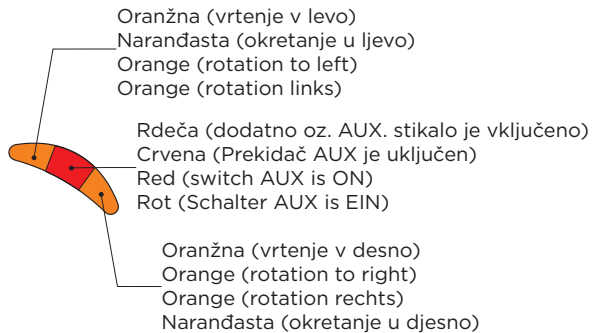 Oranžna (vrtenje v levo)
Naranđasta (okretanje u ljevo)
Orange (rotation to left)
Orange (rotation links)
Rdeča (dodatno oz. AUX. stikalo je vključeno)
Crvena (Prekidač AUX je uključen)
Red (switch AUX is ON)
Rot (Schalter AUX is EIN)
Oranžna (vrtenje v desno)
Orange (rotation to right)
Orange (rotation rechts)
Naranđasta (okretanje u djesno)